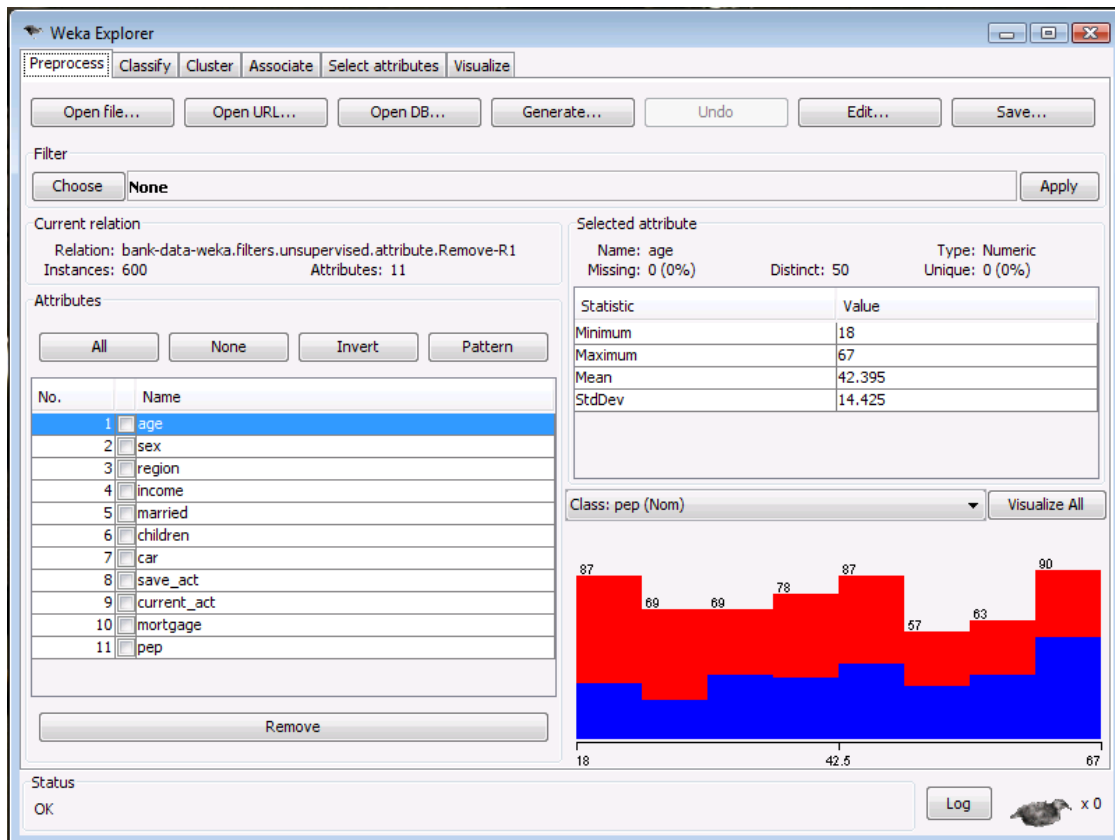 Weka Explorer
Preprocess Classify Cluster Associate Select attributes Visualize
Open file... Open URL... Open DB... Generate... Undo Edit... Save...
Filter
Choose None Apply
Current relation
Relation: bank-data-weka.filters.unsupervised.attribute.Remove-R1
Instances: 600 Attributes: 11
Attributes
All None Invert Pattern
No. Name
1 age
2 sex
3 region
4 income
5 married
6 children
7 car
8 save_act
9 current_act
10 mortgage
11 pep
Remove
Selected attribute
Name: age Type: Numeric
Missing: 0 (0%) Distinct: 50 Unique: 0 (0%)
Statistic Value
Minimum 18
Maximum 67
Mean 42.395
StdDev 14.425
Class: pep (Nom) Visualize All
87 69 69 78 87 57 63 90
18 42.5 67
Status
OK
Log x 0